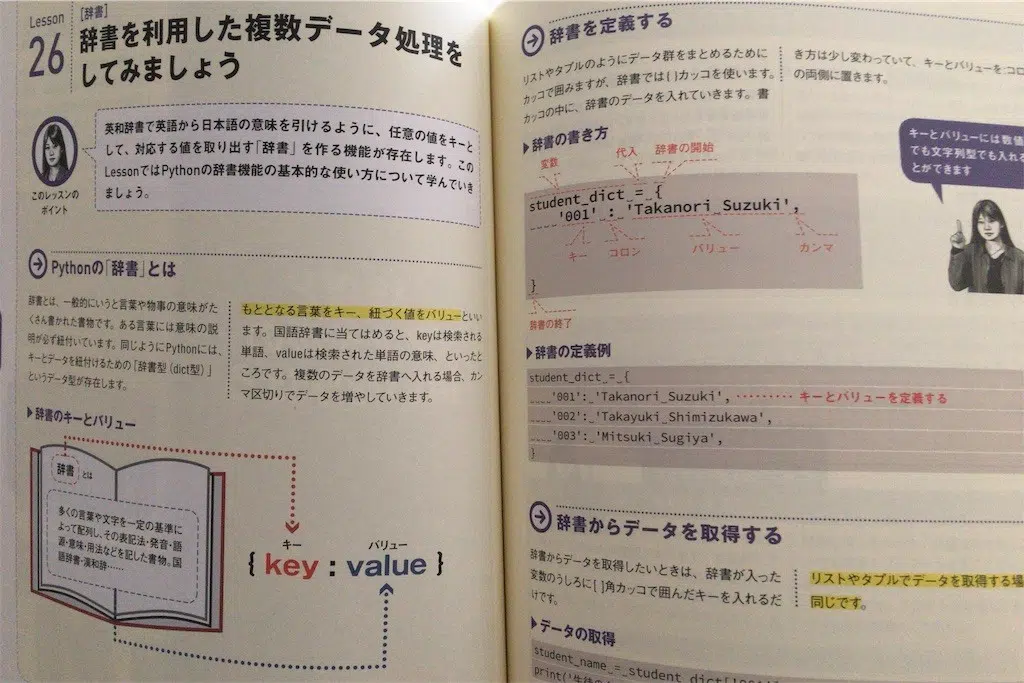 Lesson
26
[辞書]
辞書を利用した複数データ処理を
してみましょう
英和辞書で英語から日本語の意味を引けるように、任意の値をキーと
して、対応する値を取り出す「辞書」を作る機能が存在します。この
LessonではPythonの辞書機能の基本的な使い方について学んでいき
ましょう。
このレッスンの
ポイント
Pythonの「辞書」とは
辞書とは、一般的にいうと言葉や物事の意味がた
くさん書かれた書物です。ある言葉には意味の説
明が必ず紐付いています。同じようにPythonには、
キーとデータを紐付けるための「辞書型(dict型)」
というデータ型が存在します。
もととなる言葉をキー、紐づく値をバリューといい
ます。国語辞書に当てはめると、keyは検索される
単語、valueは検索された単語の意味、といったと
ころです。複数のデータを辞書へ入れる場合、カン
マ区切りでデータを増やしていきます。
辞書のキーとバリュー
辞書 とは
多くの言葉や文字を一定の基準に
よって配列し、その表記法・発音・語
源・意味・用法などを記した書物。国
語辞書・漢和辞……
キー バリュー
{ key : value }
辞書を定義する
リストやタプルのようにデータ群をまとめるために
カッコで囲みますが、辞書では{ }カッコを使います。
カッコの中に、辞書のデータを入れていきます。書
き方は少し変わっていて、キーとバリューを:コロ
の両側に置きます。
辞書の書き方
変数 代入 辞書の開始
student_dict_=_{
'001'_:_'Takanori_Suzuki',
キー コロン バリュー カンマ
}
辞書の終了
キーとバリューには数値
でも文字列型でも入れる
とができます
辞書の定義例
student_dict_=_{
____'001':_'Takanori_Suzuki', ········· キーとバリューを定義する
____'002':_'Takayuki_Shimizukawa',
____'003':_'Mitsuki_Sugiya',
}
辞書からデータを取得する
辞書からデータを取得したいときは、辞書が入った
変数のうしろに[ ]角カッコで囲んだキーを入れるだ
けです。
リストやタプルでデータを取得する場
同じです。
データの取得
student_name_=_student_dict[
print('生徒の